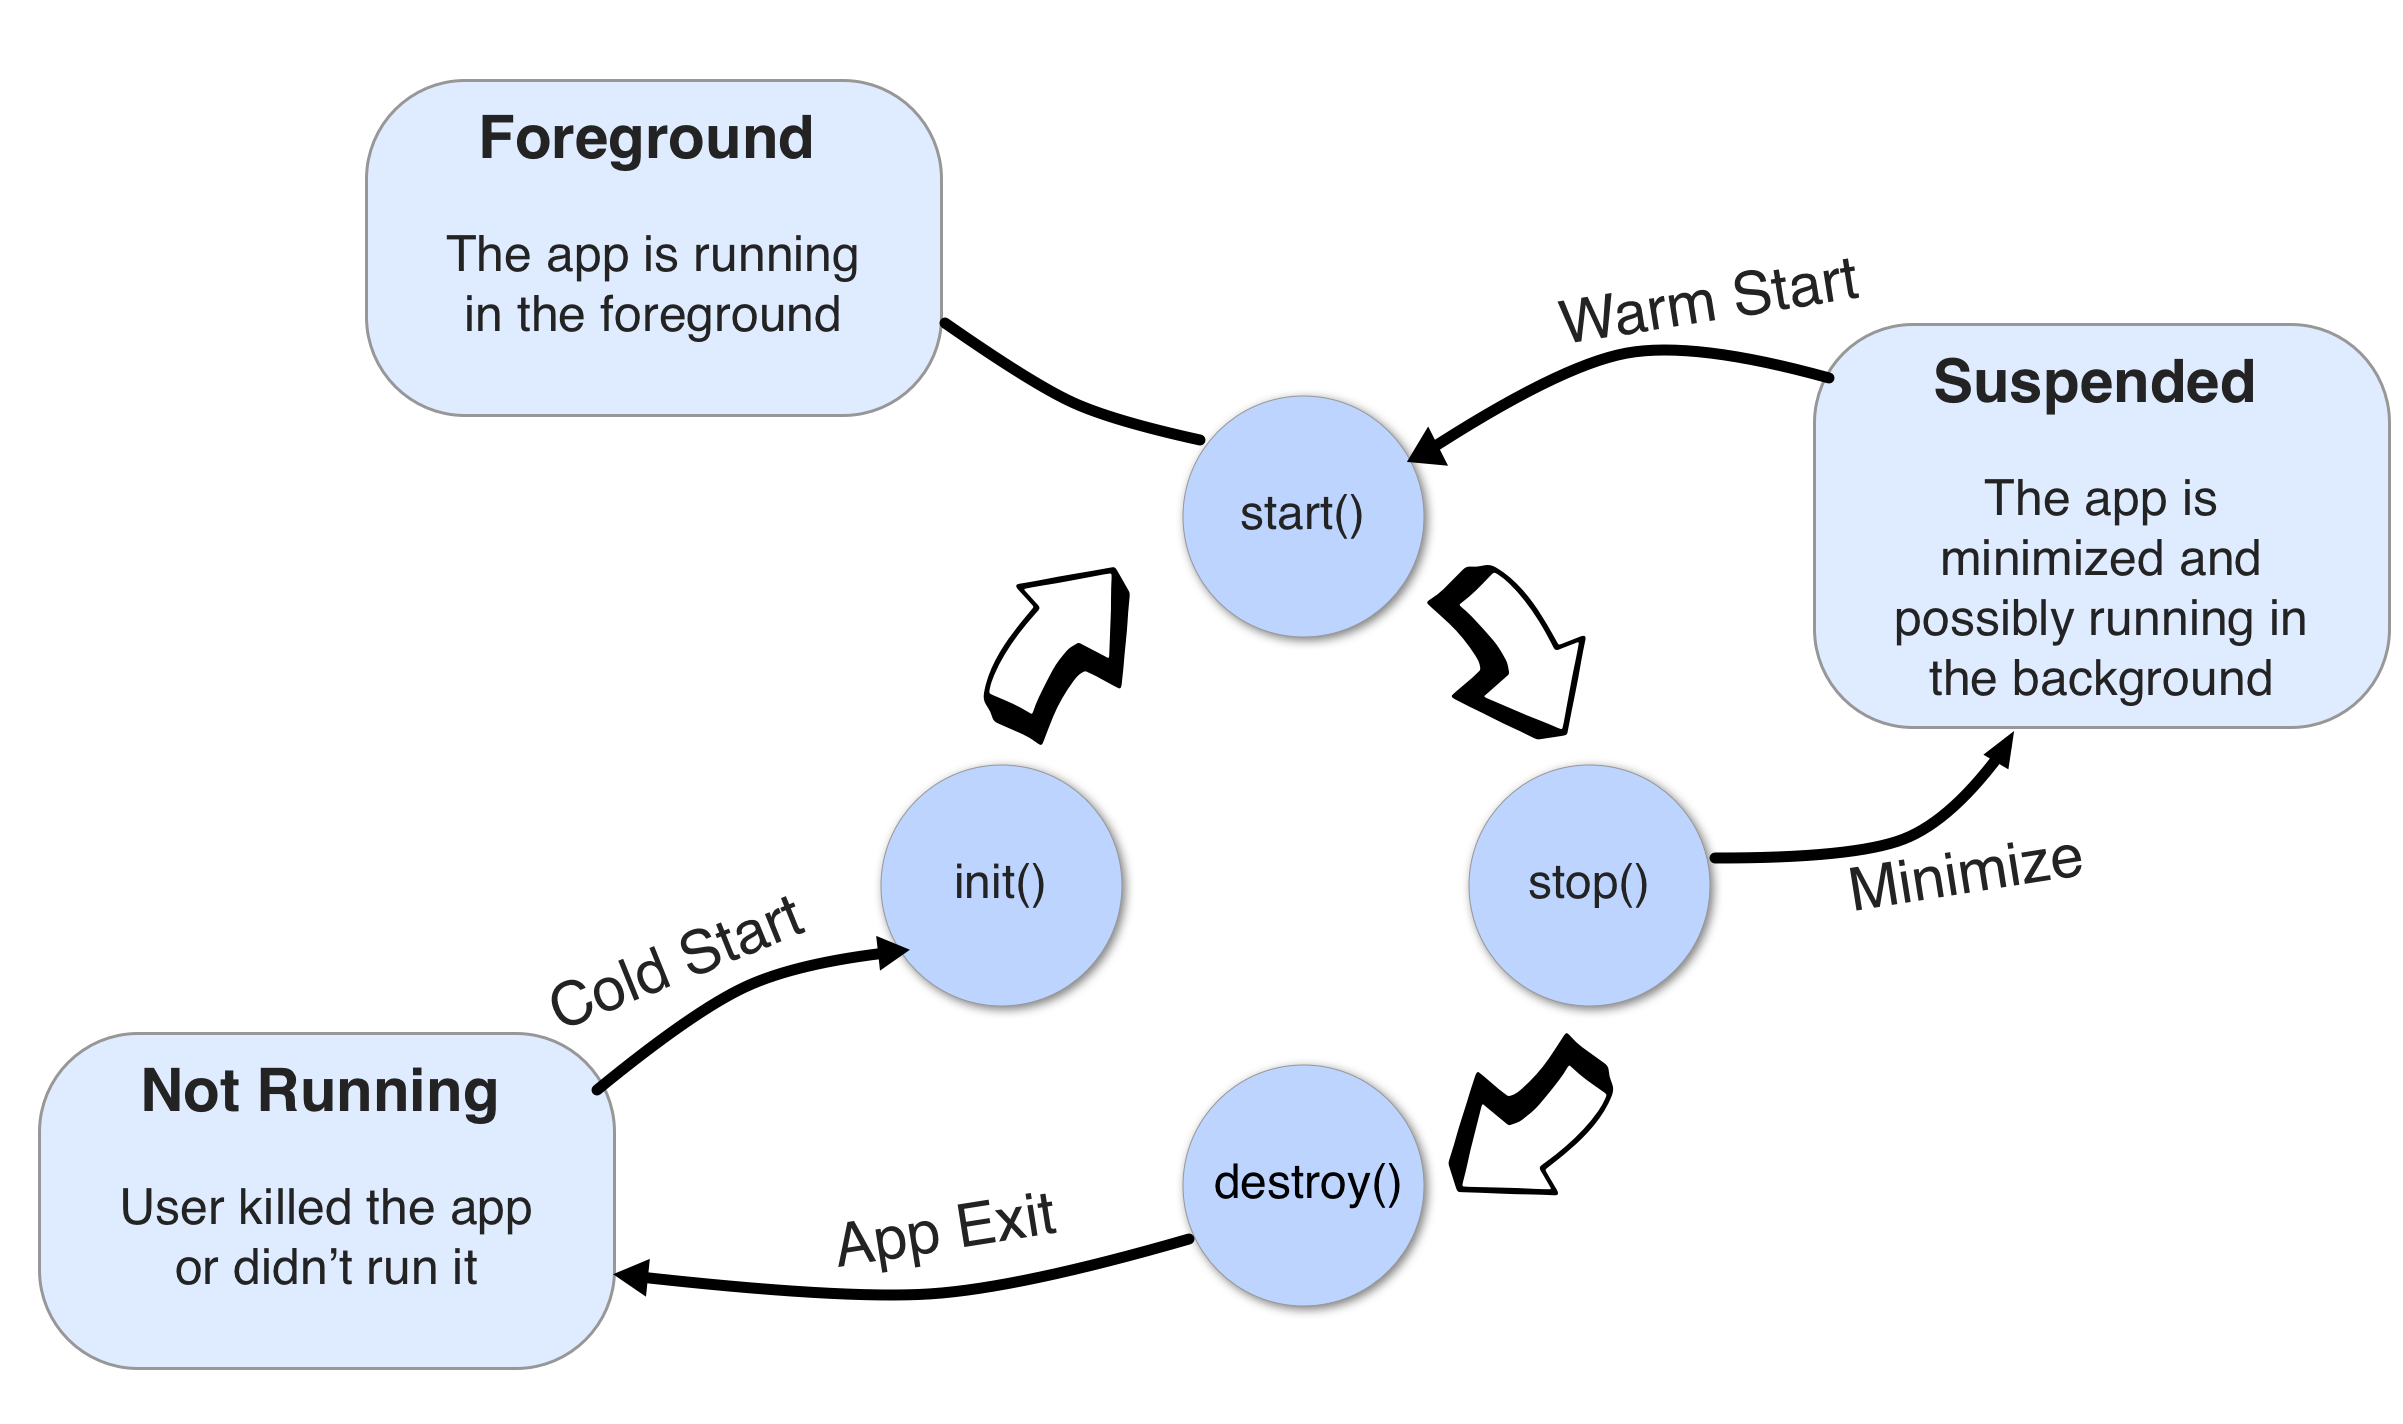 Foreground
The app is running
in the foreground
Warm Start
Suspended
The app is
minimized and
possibly running in
the background
start()
init()
stop()
Minimize
Cold Start
Not Running
User killed the app
or didn’t run it
App Exit
destroy()